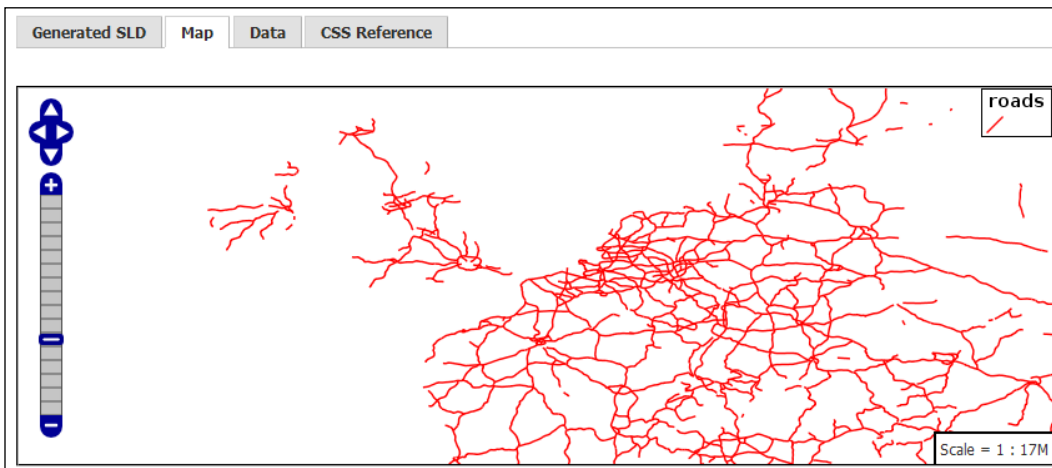 Generated SLD Map Data CSS Reference
roads
Scale = 1 : 17M